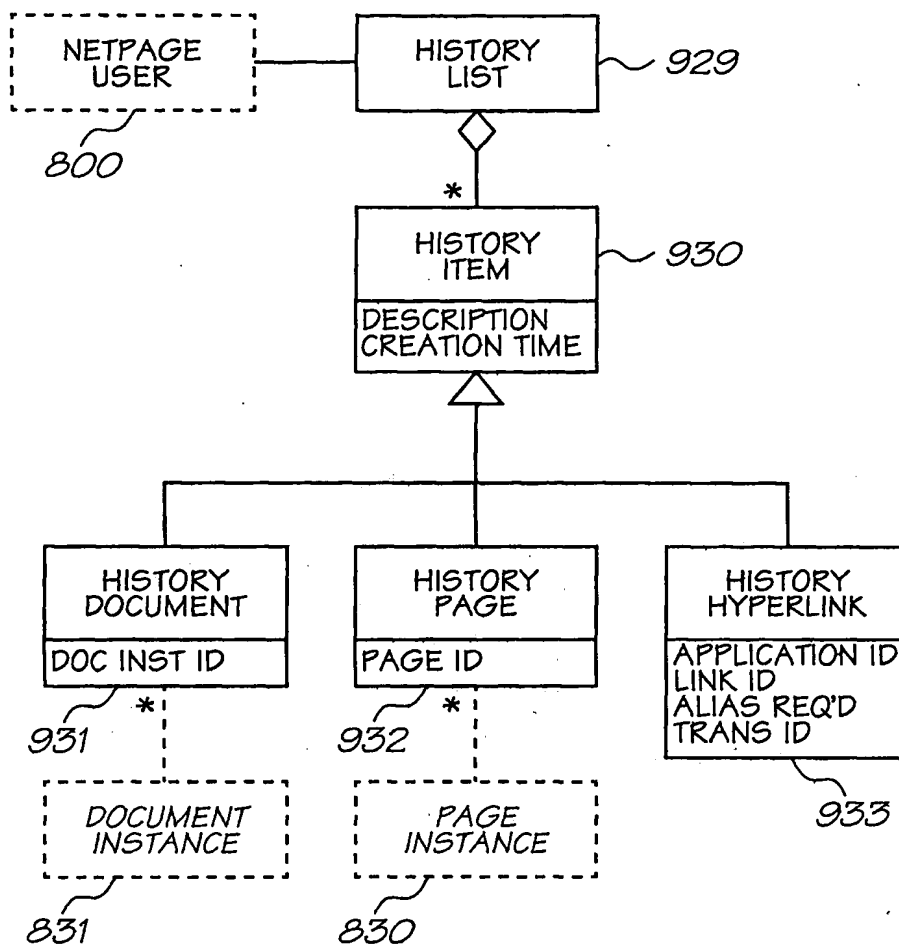 NETPAGE
USER
800
HISTORY
LIST
929
*
HISTORY
ITEM
930
DESCRIPTION
CREATION TIME
HISTORY
DOCUMENT
DOC INST ID
931
*
DOCUMENT
INSTANCE
831
HISTORY
PAGE
PAGE ID
932
*
PAGE
INSTANCE
830
HISTORY
HYPERLINK
APPLICATION ID
LINK ID
ALIAS REQ'D
TRANS ID
933